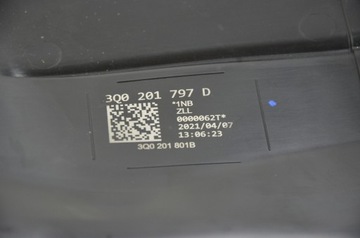 3Q0 201 797 D
*1NB
ZLL
0000062T*
2021/04/07
13:06:23
3Q0 201 801B